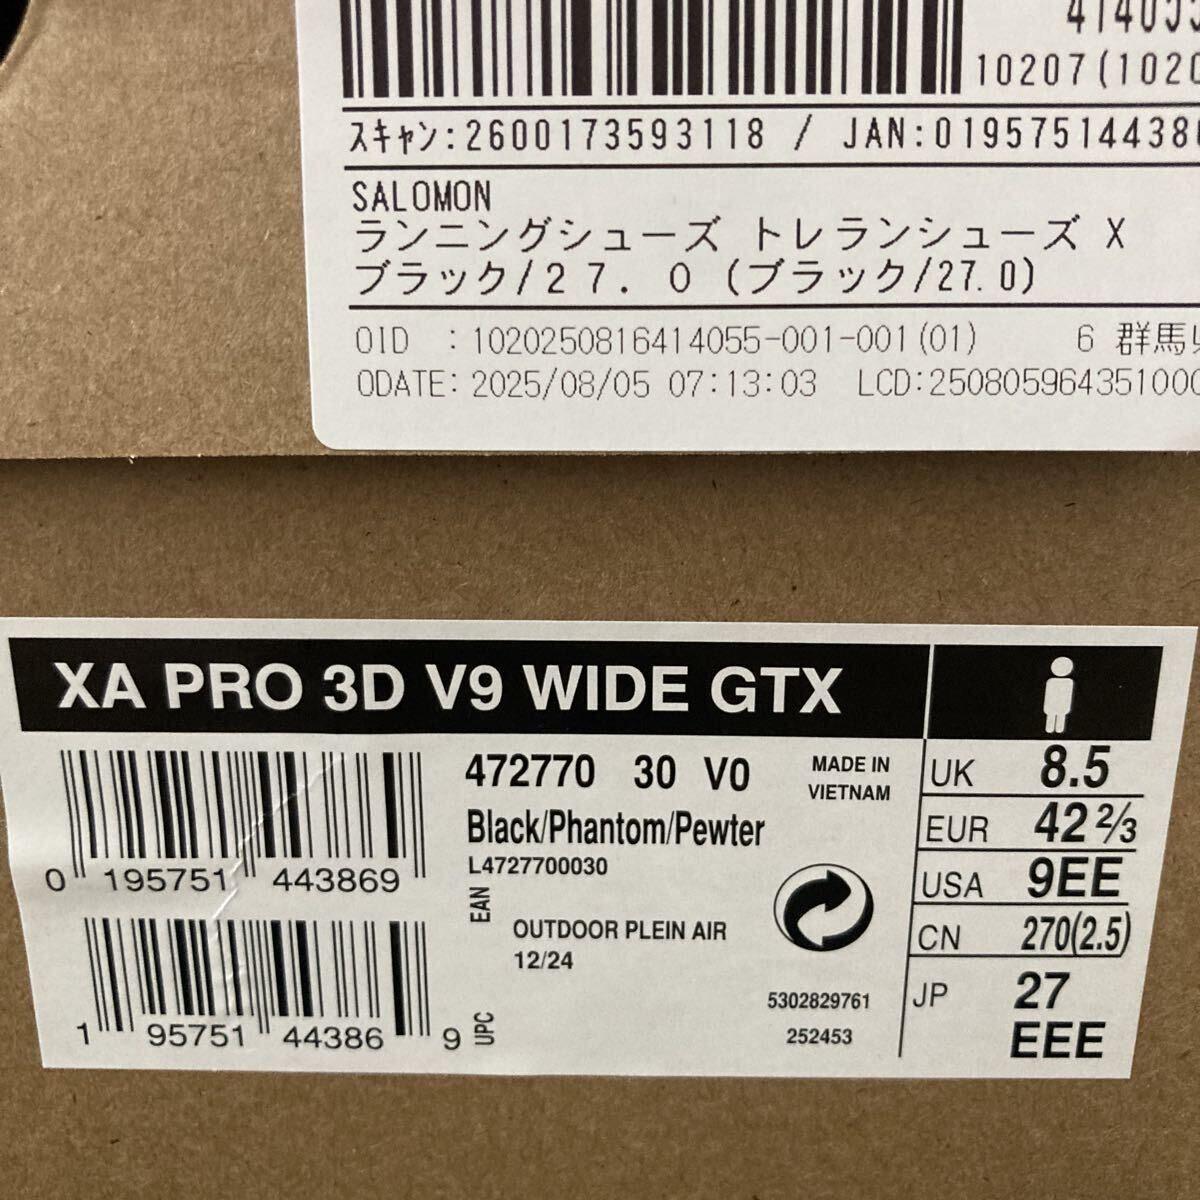 10207(1020
スキャン:2600173593118 / JAN:01957514438
SALOMON
ランニングシューズ トレランシューズ X
ブラック/27.0 (ブラック/27.0)
OID :1020250816414055-001-001(01) 6 群馬県
ODATE: 2025/08/05 07:13:03 LCD:2508059643510000
XA PRO 3D V9 WIDE GTX
472770 30 V0
MADE IN
VIETNAM
Black/Phantom/Pewter
L4727700030
0 195751 443869
EAN
OUTDOOR PLEIN AIR
12/24
1 95751 44386 9
UPC
5302829761
252453
UK 8.5
EUR 42 2/3
USA 9EE
CN 270(2.5)
JP 27
EEE